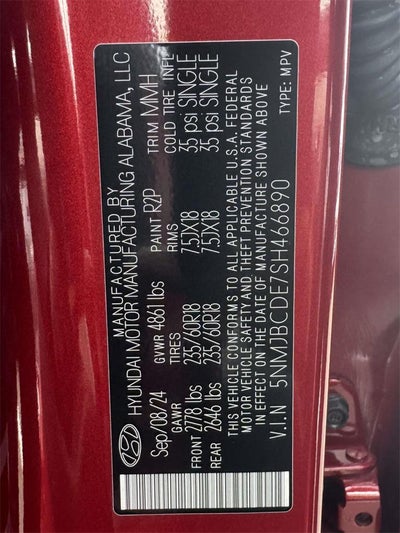 MANUFACTURED BY
HYUNDAI MOTOR MANUFACTURING ALABAMA, LLC
Sep/08/24 GVWR 4861 lbs PAINT R2P TRIM MMH
GAWR TIRES RIMS COLD TIRE INFL
FRONT 2778 lbs 235/60R18 7.5JX18 35 psi SINGLE
REAR 2646 lbs 235/60R18 7.5JX18 35 psi SINGLE
THIS VEHICLE CONFORMS TO ALL APPLICABLE U.S.A. FEDERAL
MOTOR VEHICLE SAFETY AND THEFT PREVENTION STANDARDS
IN EFFECT ON THE DATE OF MANUFACTURE SHOWN ABOVE
V.I.N 5NMJBCDE7SH466890 TYPE: MPV